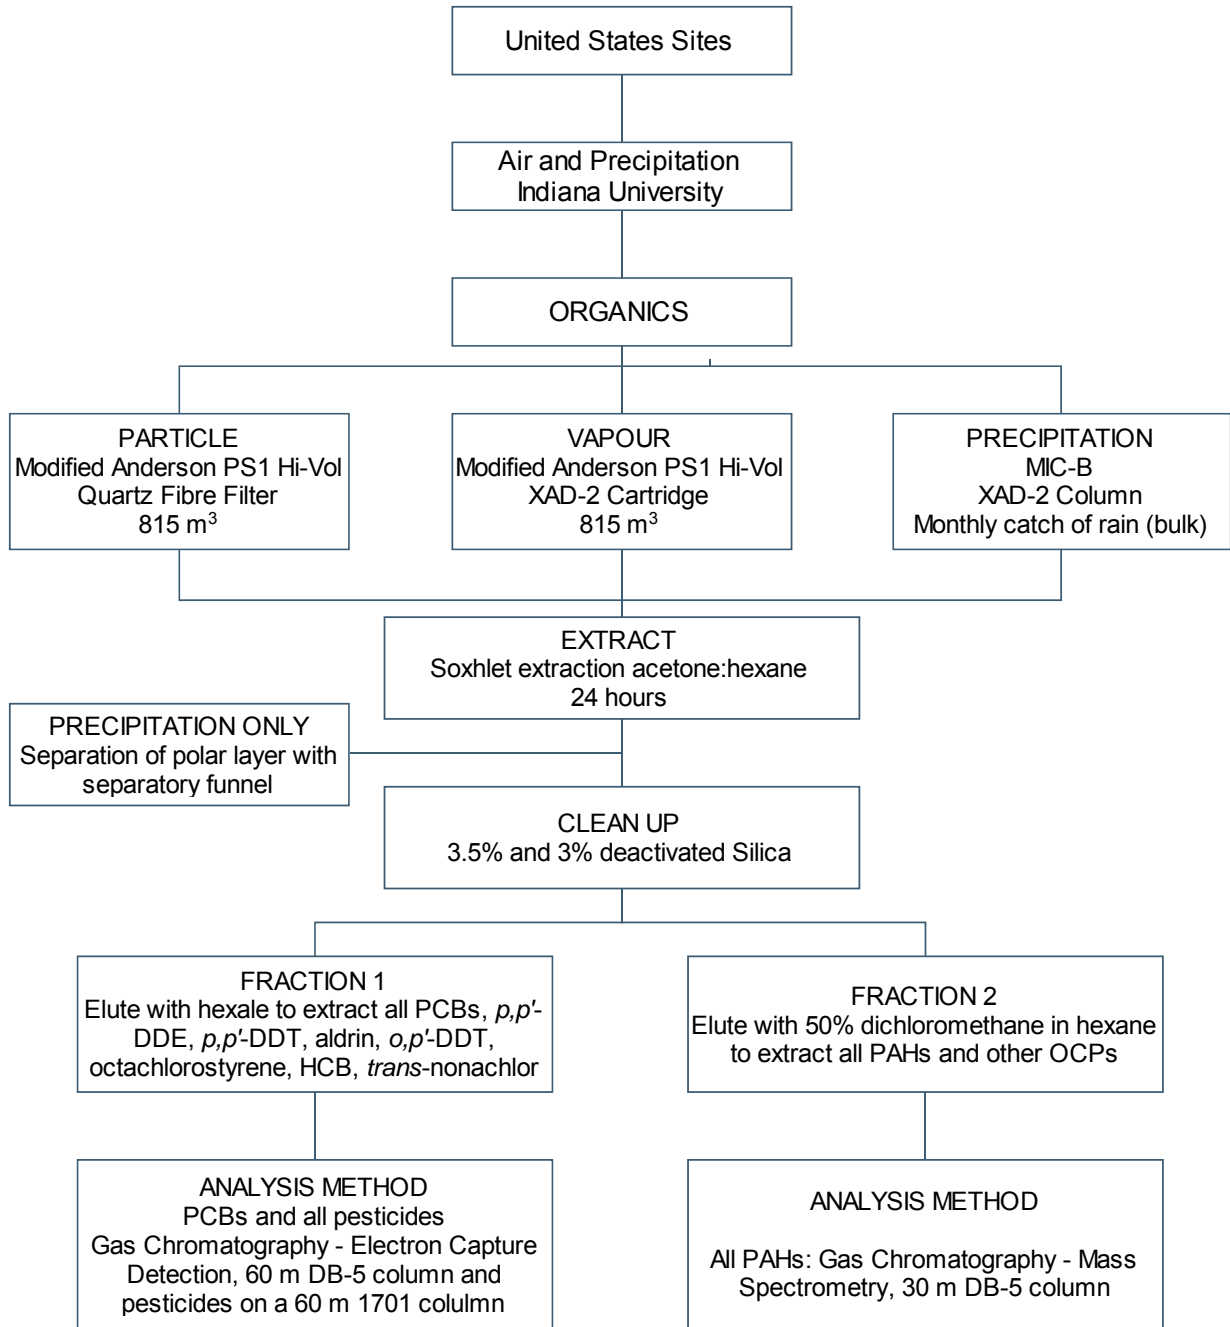 United States Sites
Air and Precipitation
Indiana University
ORGANICS
PARTICLE
Modified Anderson PS1 Hi-Vol
Quartz Fibre Filter
815 m³
VAPOUR
Modified Anderson PS1 Hi-Vol
XAD-2 Cartridge
815 m³
PRECIPITATION
MIC-B
XAD-2 Column
Monthly catch of rain (bulk)
EXTRACT
Soxhlet extraction acetone:hexane
24 hours
PRECIPITATION ONLY
Separation of polar layer with
separatory funnel
CLEAN UP
3.5% and 3% deactivated Silica
FRACTION 1
Elute with hexale to extract all PCBs, p,p'-
DDE, p,p'-DDT, aldrin, o,p'-DDT,
octachlorostyrene, HCB, trans-nonachlor
FRACTION 2
Elute with 50% dichloromethane in hexane
to extract all PAHs and other OCPs
ANALYSIS METHOD
PCBs and all pesticides
Gas Chromatography - Electron Capture
Detection, 60 m DB-5 column and
pesticides on a 60 m 1701 colulmn
ANALYSIS METHOD
All PAHs: Gas Chromatography - Mass
Spectrometry, 30 m DB-5 column